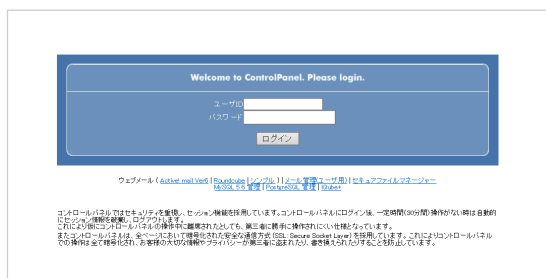 Welcome to ControlPanel. Please login.
ユーザID
パスワード
ログイン
ウェブメール ( Active! mail Ver6 | Roundcube | シンプル ) | メール管理(ユーザ用) | セキュアファイルマネージャー
MySQL 5.6 管理 | PostgreSQL 管理 | IQube+
コントロールパネルではセキュリティを重視し、セッション機能を採用しています。コントロールパネルにログイン後、一定時間(30分間)操作がない時は自動的
にセッション情報を破棄し、ログアウトします。
これにより仮にコントロールパネルの操作中に離席されたとしても、第三者に勝手に操作されにくい仕様となっています。
またコントロールパネルは、全ページにおいて暗号化された安全な通信方式 (SSL: Secure Socket Layer) を採用しています。これによりコントロールパネル
での操作は全て暗号化され、お客様の大切な情報やプライバシーが第三者に盗まれたり、書き換えられたりすることを防止しています。